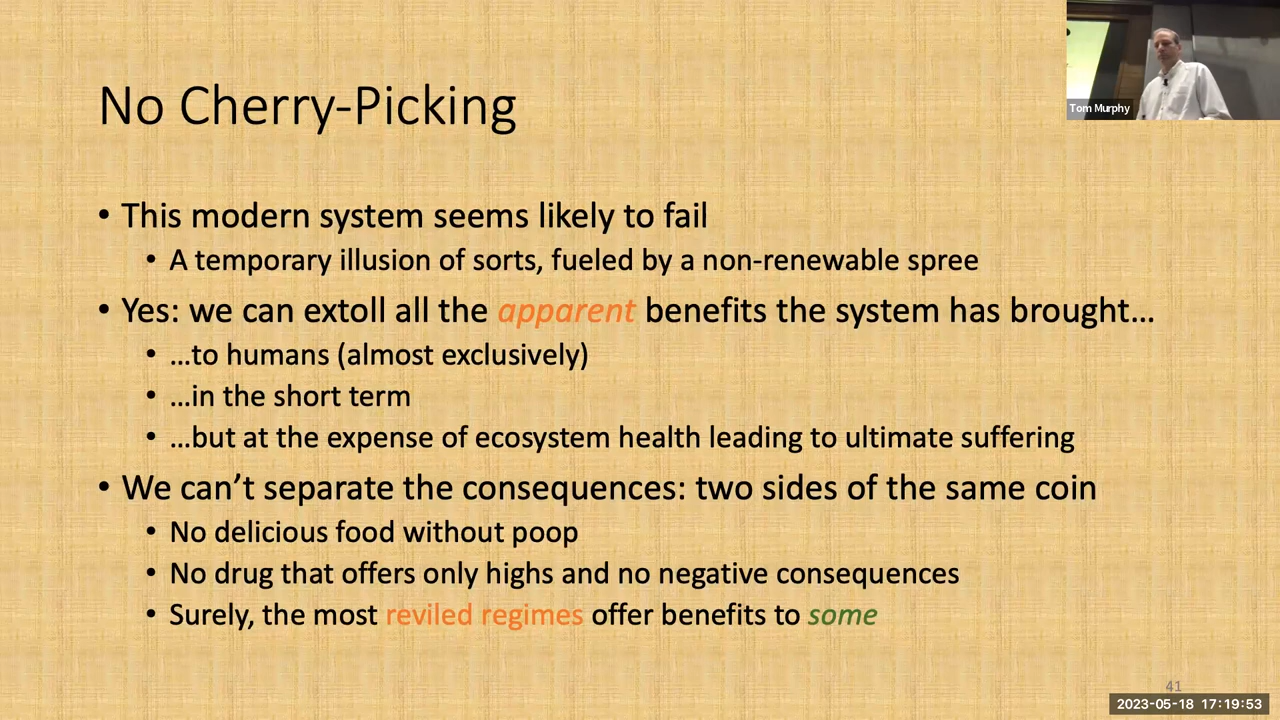 Tom Murphy
No Cherry-Picking
• This modern system seems likely to fail
• A temporary illusion of sorts, fueled by a non-renewable spree
• Yes: we can extoll all the apparent benefits the system has brought…
• …to humans (almost exclusively)
• …in the short term
• …but at the expense of ecosystem health leading to ultimate suffering
• We can’t separate the consequences: two sides of the same coin
• No delicious food without poop
• No drug that offers only highs and no negative consequences
• Surely, the most reviled regimes offer benefits to some
41
2023-05-18 17:19:53